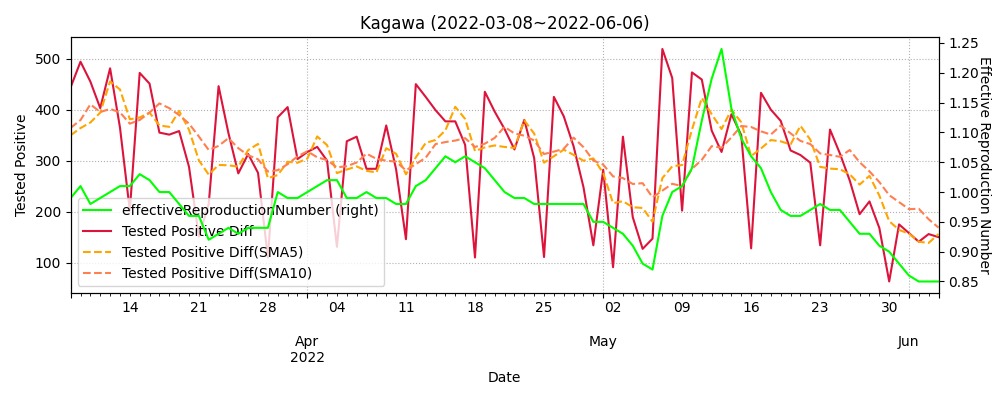 Kagawa (2022-03-08~2022-06-06)
Tested Positive
500
400
300
200
100
effectiveReproductionNumber (right)
Tested Positive Diff
Tested Positive Diff(SMA5)
Tested Positive Diff(SMA10)
1.25
1.20
1.15
1.10
1.05
1.00
0.95
0.90
0.85
Effective Reproduction Number
14 21 28 04 11 18 25 02 09 16 23 30
Apr May Jun
2022
Date